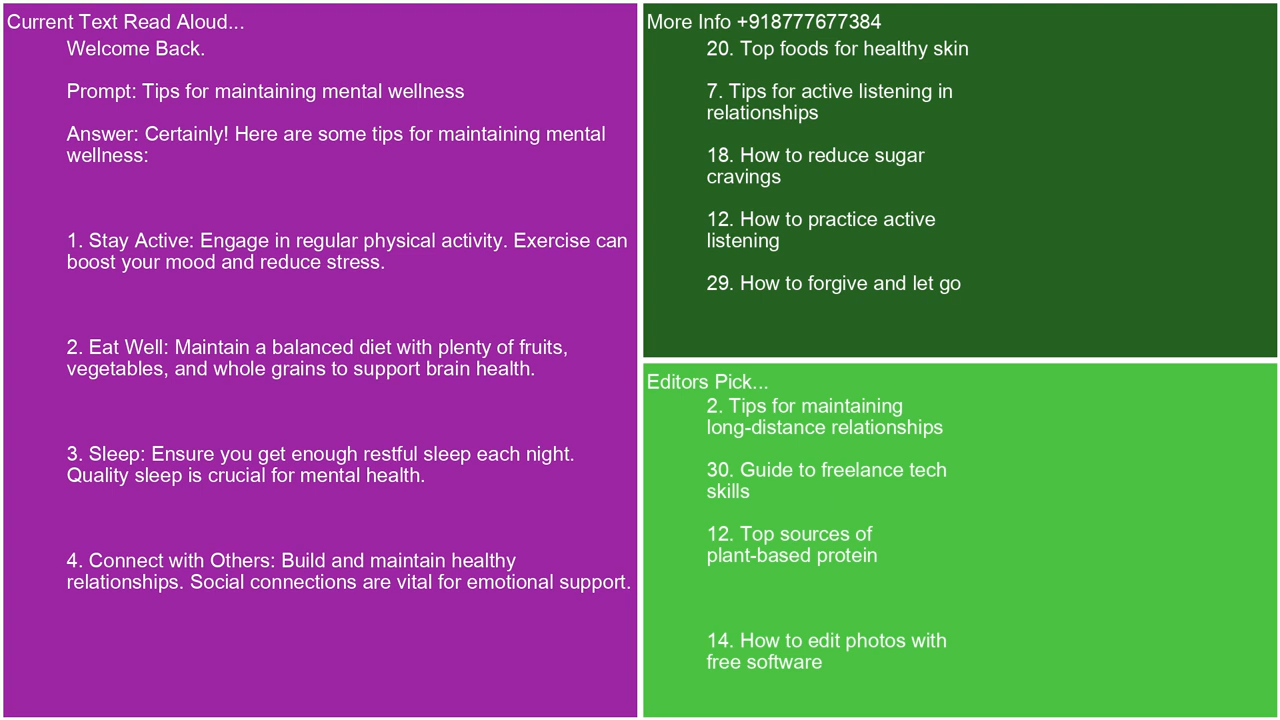 Current Text Read Aloud...
Welcome Back.
Prompt: Tips for maintaining mental wellness
Answer: Certainly! Here are some tips for maintaining mental
wellness:
1. Stay Active: Engage in regular physical activity. Exercise can
boost your mood and reduce stress.
2. Eat Well: Maintain a balanced diet with plenty of fruits,
vegetables, and whole grains to support brain health.
3. Sleep: Ensure you get enough restful sleep each night.
Quality sleep is crucial for mental health.
4. Connect with Others: Build and maintain healthy
relationships. Social connections are vital for emotional support.
More Info +918777677384
20. Top foods for healthy skin
7. Tips for active listening in
relationships
18. How to reduce sugar
cravings
12. How to practice active
listening
29. How to forgive and let go
Editors Pick...
2. Tips for maintaining
long-distance relationships
30. Guide to freelance tech
skills
12. Top sources of
plant-based protein
14. How to edit photos with
free software